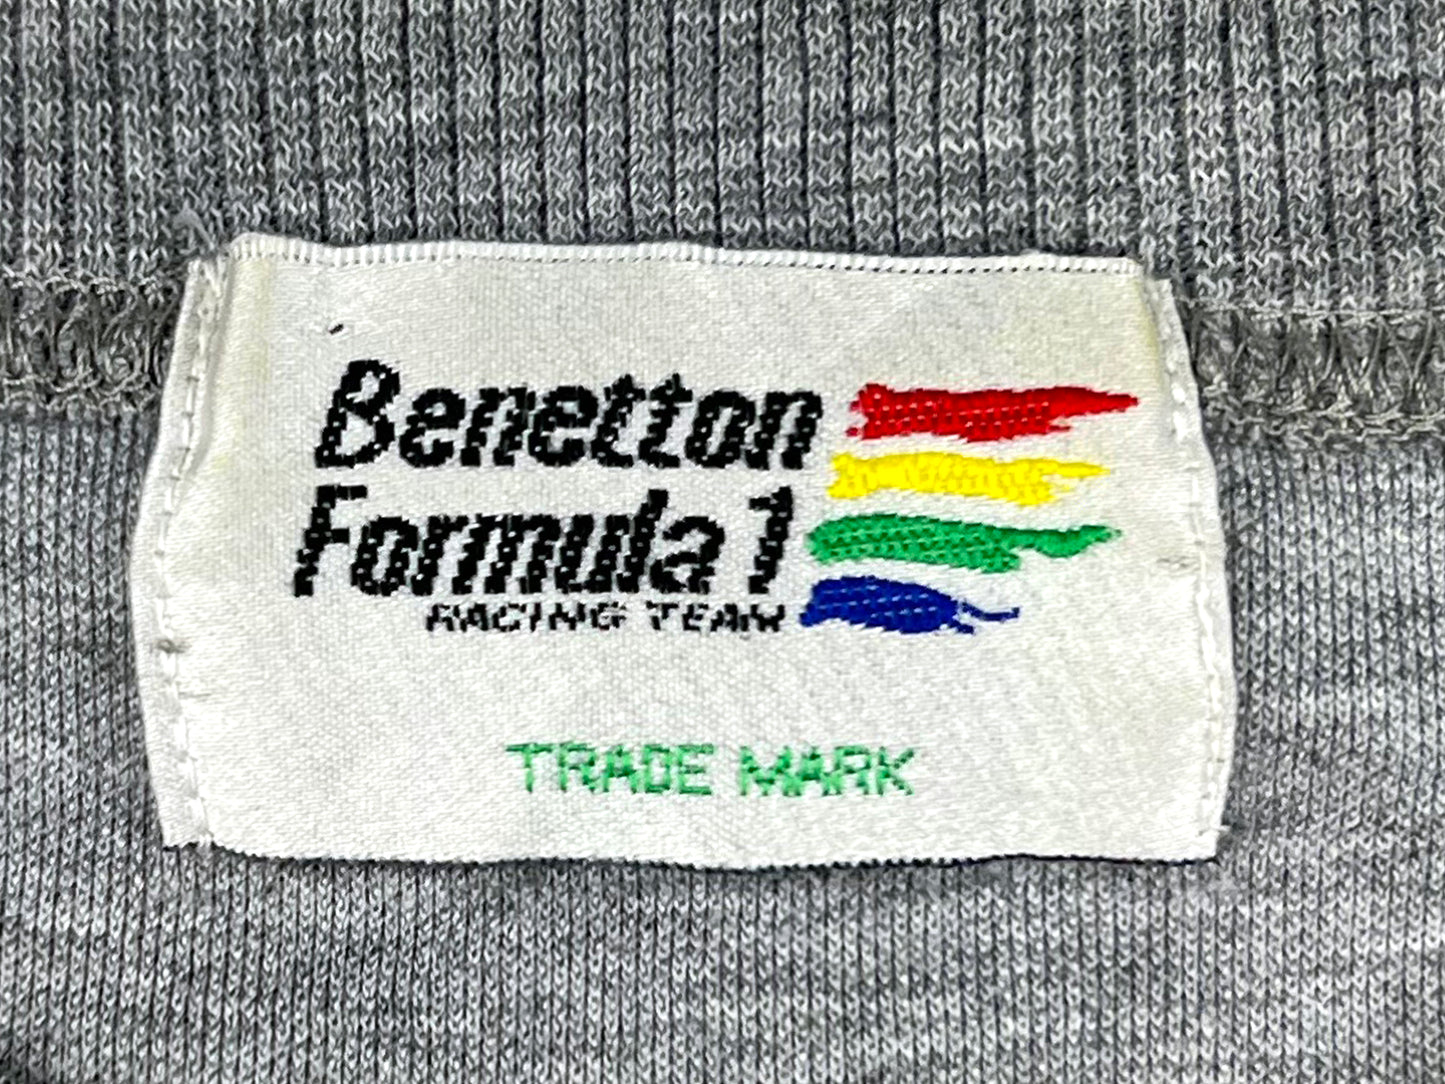 Benetton
Formula 1
RACING TEAM
TRADE MARK